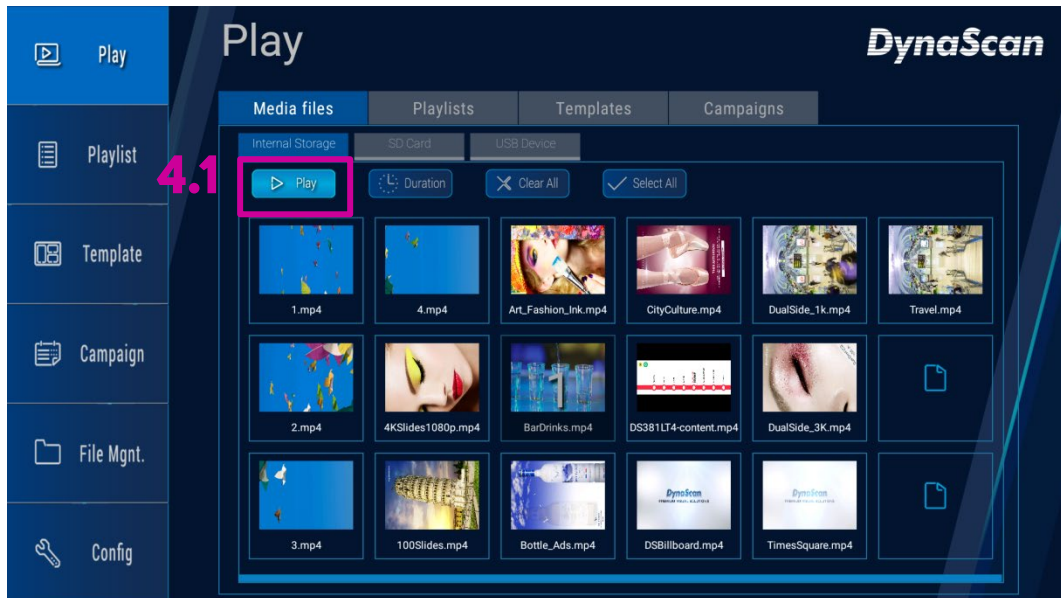 Play
Play
DynaScan
Media files Playlists Templates Campaigns
Internal Storage SD Card USB Device
Playlist
4.1
Play Duration Clear All Select All
Template
1.mp4 4.mp4 Art_Fashion_Ink.mp4 CityCulture.mp4 DualSide_1k.mp4 Travel.mp4
Campaign
1
2.mp4 4KSlides1080p.mp4 BarDrinks.mp4 DS381LT4-content.mp4 DualSide_3K.mp4
File Mgnt.
DynaScan DynaScan
3.mp4 100Slides.mp4 Bottle_Ads.mp4 DSBillboard.mp4 TimesSquare.mp4
Config